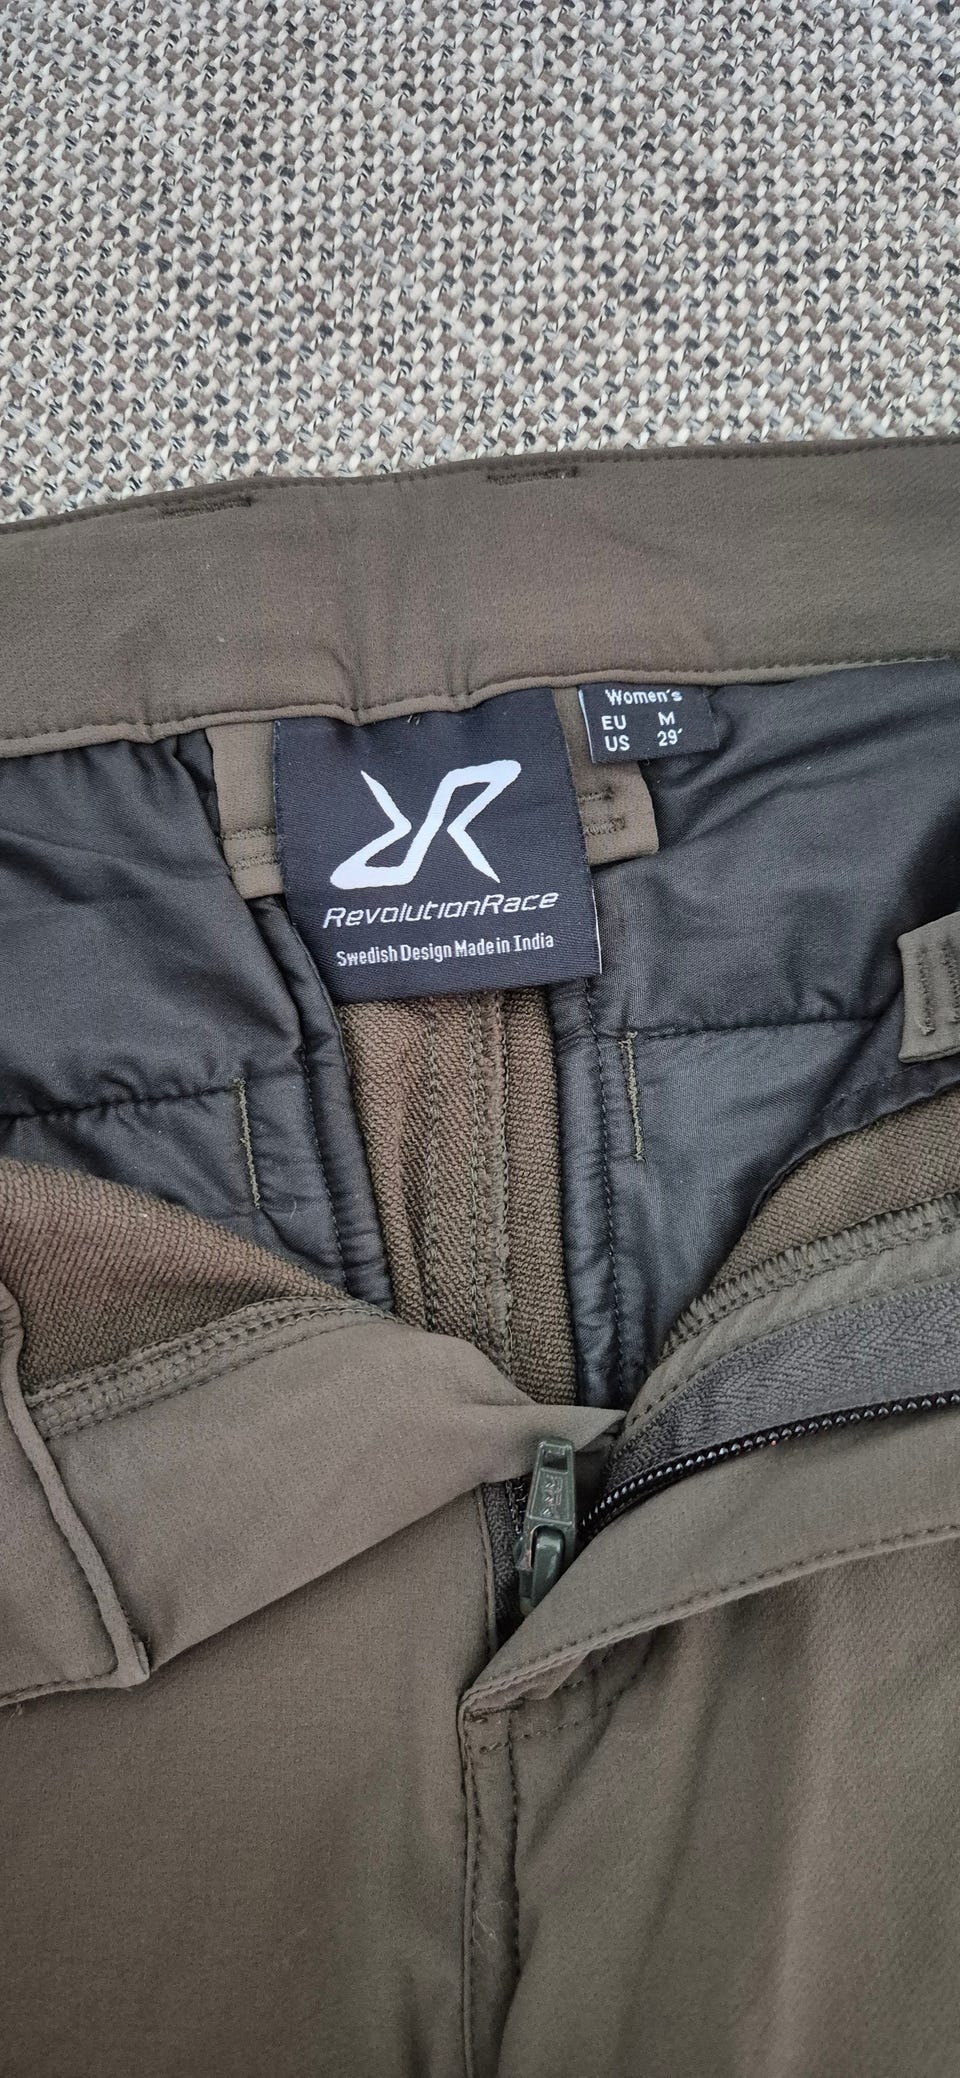 Women's
EU M
US 29"
RevolutionRace
Swedish Design Made in India